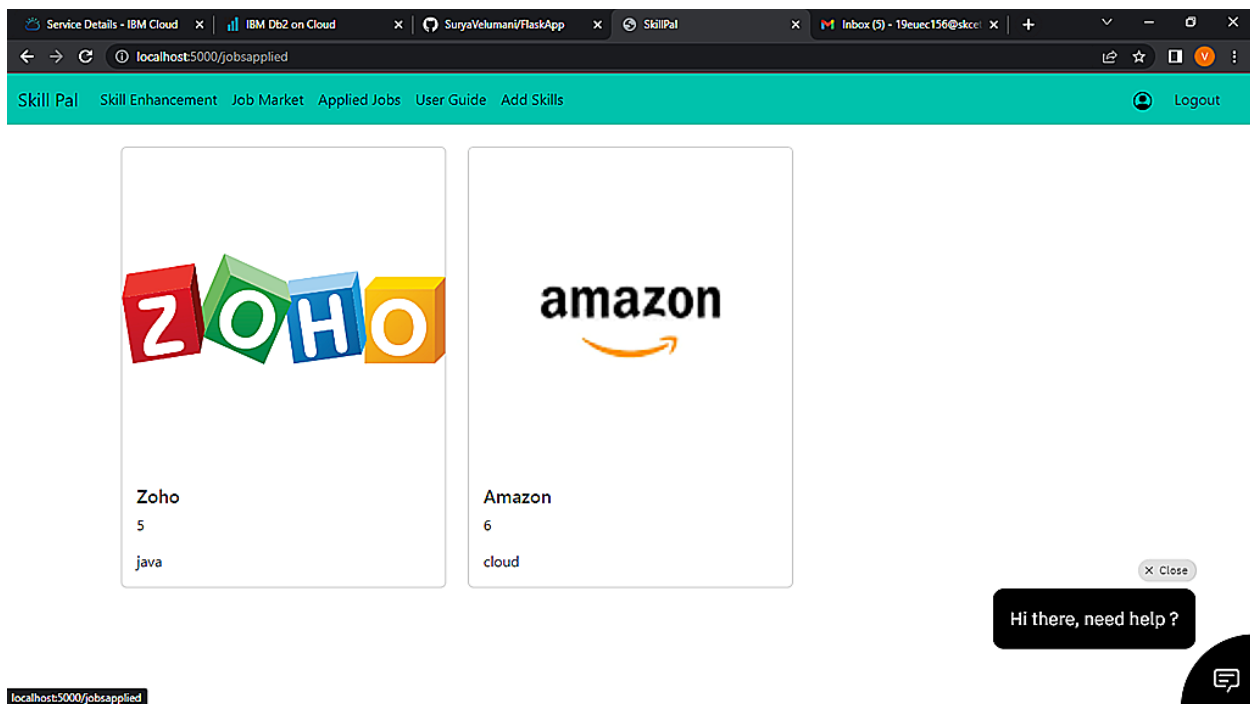 Service Details - IBM Cloud
IBM Db2 on Cloud
SuryaVelumani/FlaskApp
SkillPal
Inbox (5) - 19euec156@skcet
localhost:5000/jobsapplied
V
Skill Pal Skill Enhancement Job Market Applied Jobs User Guide Add Skills Logout
ZOHO
amazon
Zoho
5
java
Amazon
6
cloud
Close
Hi there, need help ?
localhost:5000/jobsapplied